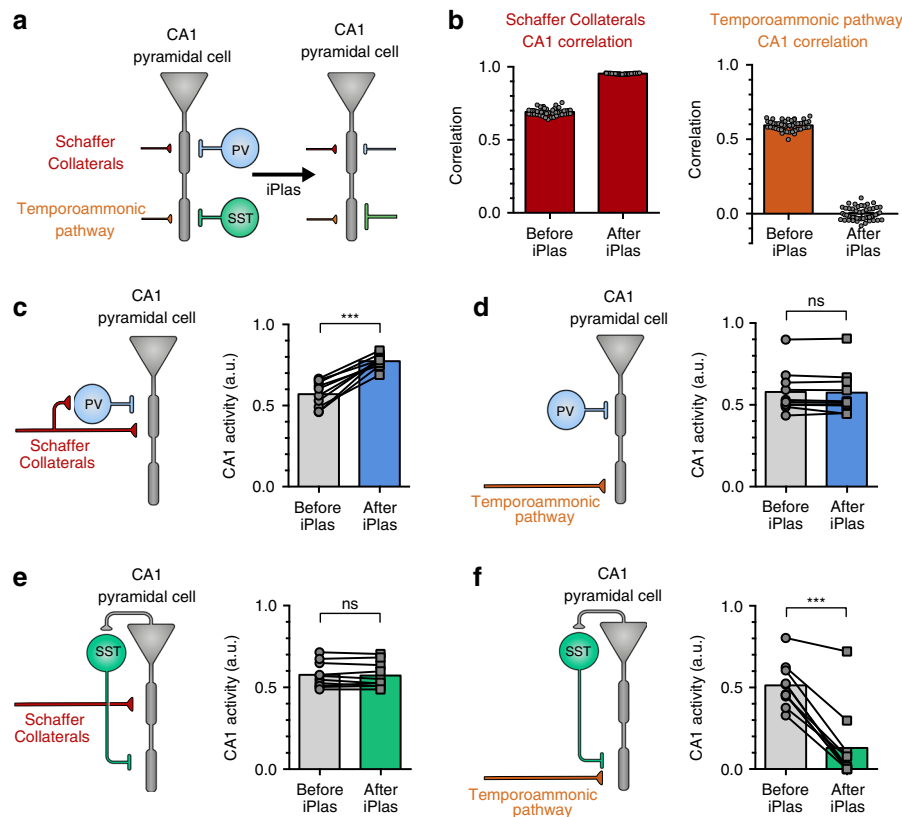 a
CA1
pyramidal cell
CA1
pyramidal cell
Schaffer
Collaterals
PV
iPlas
Temporoammonic
pathway
SST
b
Schaffer Collaterals
CA1 correlation
Correlation
1.0
0.5
0.0
Before
iPlas
After
iPlas
Temporoammonic pathway
CA1 correlation
Correlation
1.0
0.5
0.0
Before
iPlas
After
iPlas
c
CA1
pyramidal cell
PV
Schaffer
Collaterals
CA1 activity (a.u.)
1.0
0.5
0.0
***
Before
iPlas
After
iPlas
d
CA1
pyramidal cell
PV
Temporoammonic
pathway
CA1 activity (a.u.)
1.0
0.5
0.0
ns
Before
iPlas
After
iPlas
e
CA1
pyramidal cell
SST
Schaffer
Collaterals
CA1 activity (a.u.)
1.0
0.5
0.0
ns
Before
iPlas
After
iPlas
f
CA1
pyramidal cell
SST
Temporoammonic
pathway
CA1 activity (a.u.)
1.0
0.5
0.0
***
Before
iPlas
After
iPlas